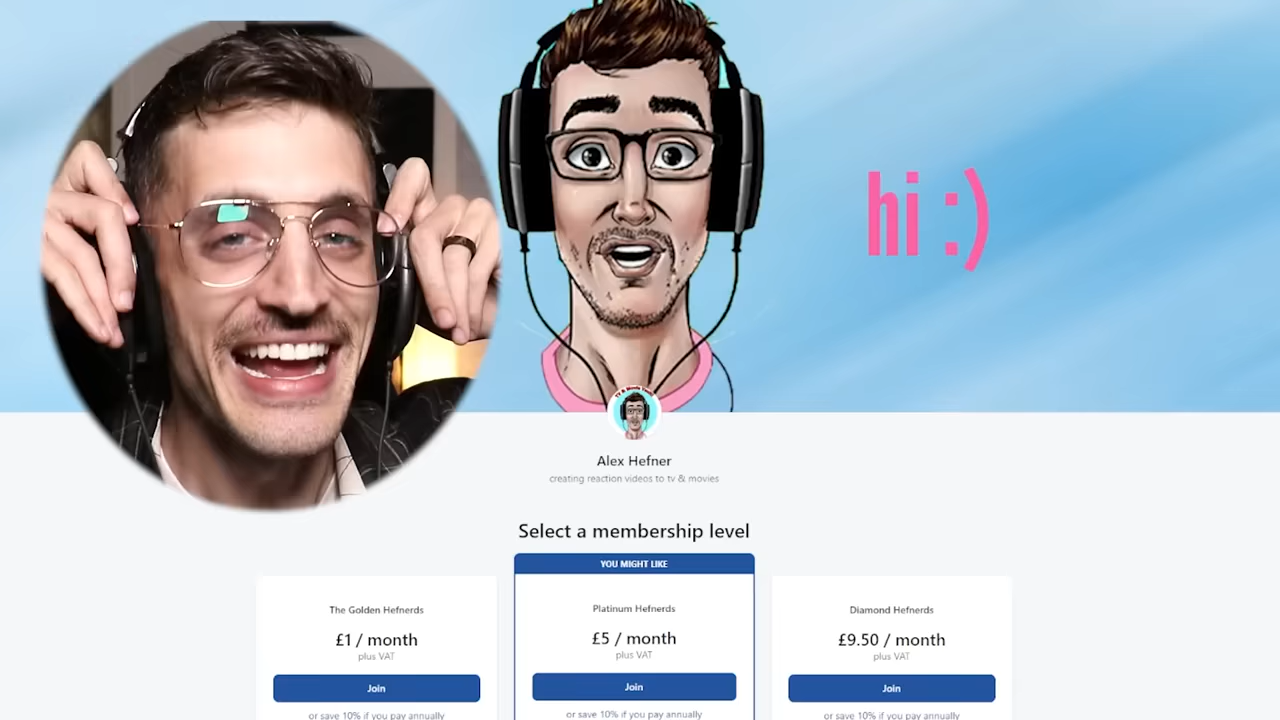 hi :)
Alex Hefner
creating reaction videos to tv & movies
Select a membership level
YOU MIGHT LIKE
The Golden Hefnerds
£1 / month
plus VAT
Join
or save 10% if you pay annually
Platinum Hefnerds
£5 / month
plus VAT
Join
or save 10% if you pay annually
Diamond Hefnerds
£9.50 / month
plus VAT
Join
or save 10% if you pay annually